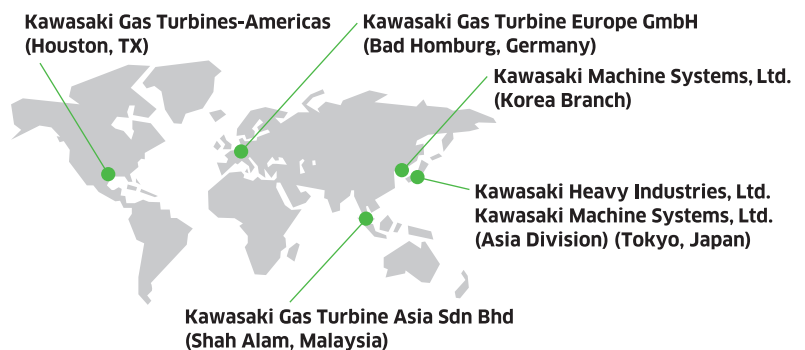 Kawasaki Gas Turbines-Americas
(Houston, TX)
Kawasaki Gas Turbine Europe GmbH
(Bad Homburg, Germany)
Kawasaki Machine Systems, Ltd.
(Korea Branch)
Kawasaki Heavy Industries, Ltd.
Kawasaki Machine Systems, Ltd.
(Asia Division) (Tokyo, Japan)
Kawasaki Gas Turbine Asia Sdn Bhd
(Shah Alam, Malaysia)